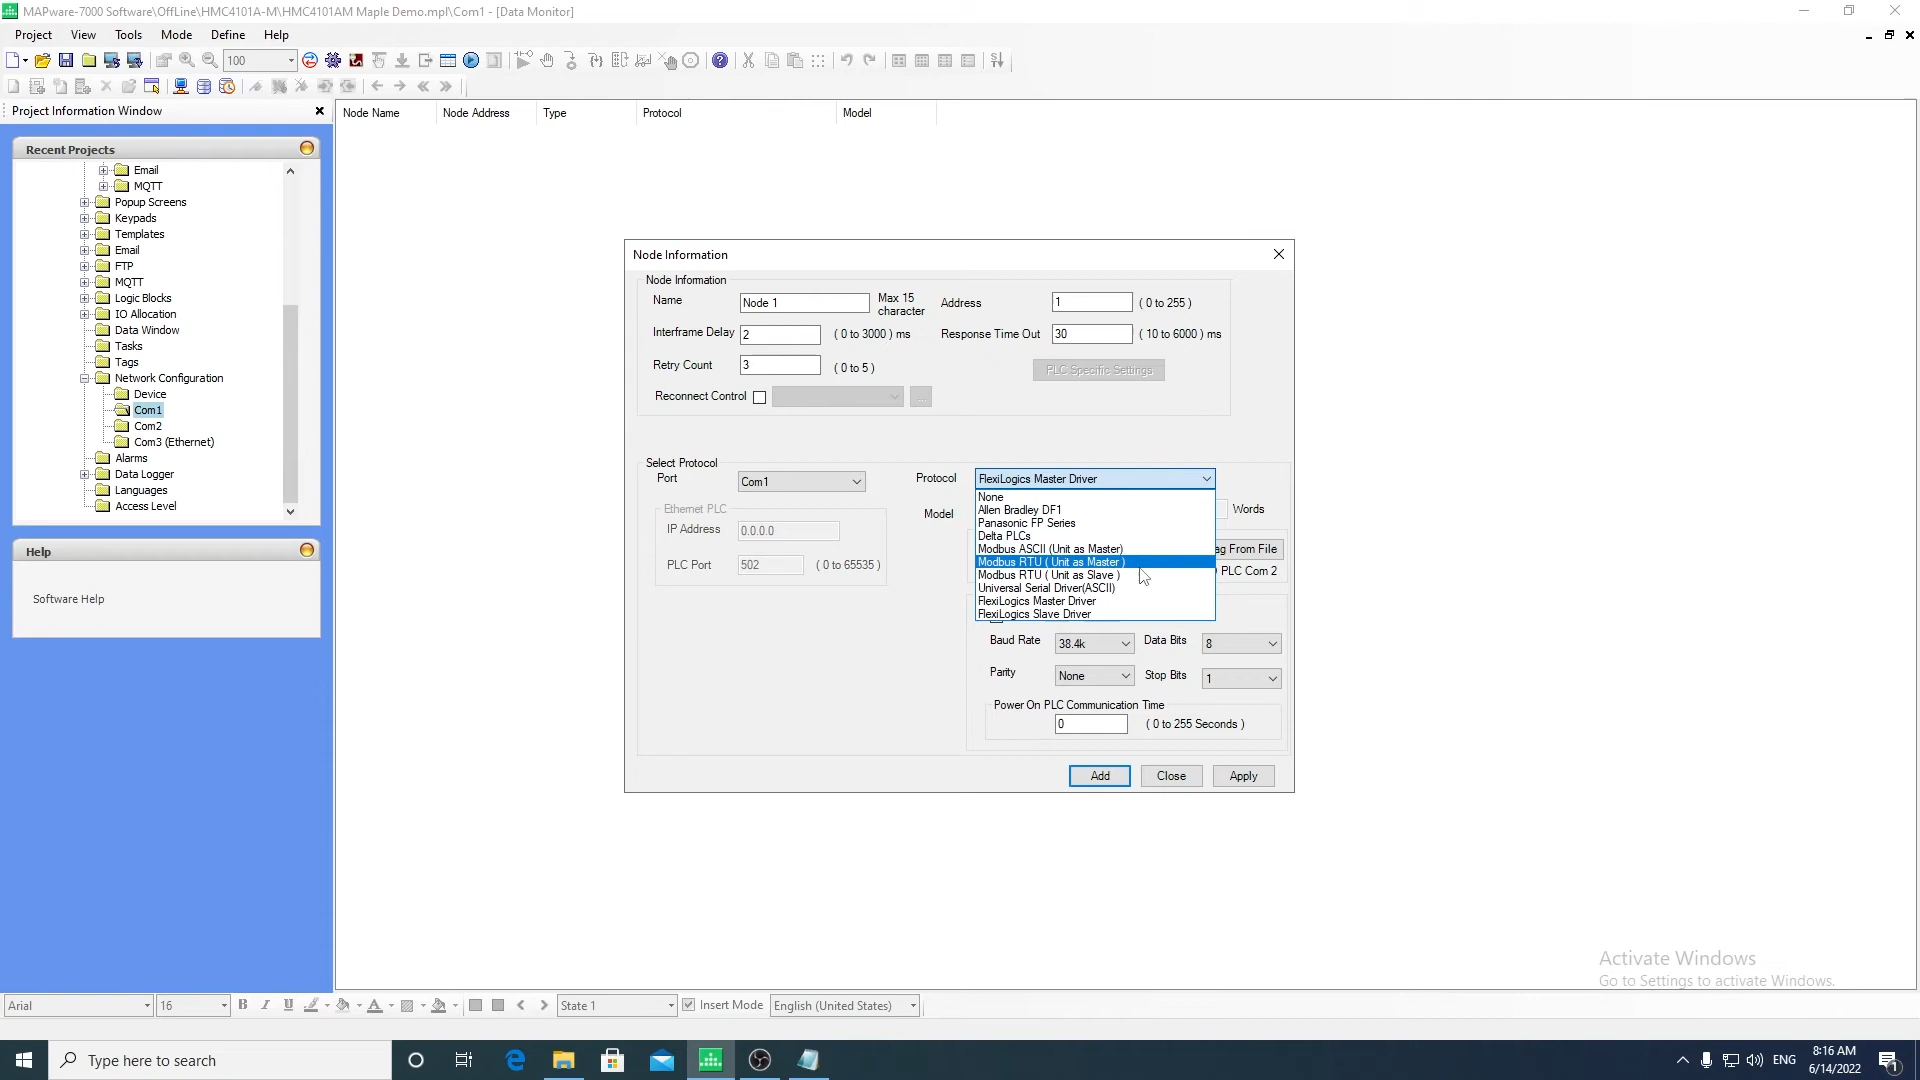 MAPware-7000 Software\OffLine\HMC4101A-M\HMC4101AM Maple Demo.mpl\Com1 - [Data Monitor]
Project View Tools Mode Define Help
100
Project Information Window
Node Name Node Address Type Protocol Model
Recent Projects
Email
MQTT
Popup Screens
Keypads
Templates
Email
FTP
MQTT
Logic Blocks
IO Allocation
Data Window
Tasks
Tags
Network Configuration
Device
Com1
Com2
Com3 (Ethernet)
Alarms
Data Logger
Languages
Access Level
Help
Software Help
Node Information
Node Information
Name Node 1 Max 15 character Address 1 ( 0 to 255 )
Interframe Delay 2 ( 0 to 3000 ) ms Response Time Out 30 ( 10 to 6000 ) ms
Retry Count 3 ( 0 to 5 ) PLC Specific Settings
Reconnect Control ...
Select Protocol
Port Com1 Protocol FlexiLogics Master Driver
None
Allen Bradley DF1
Panasonic FP Series
Delta PLCs
Modbus ASCII (Unit as Master)
Modbus RTU ( Unit as Master )
Modbus RTU ( Unit as Slave )
Universal Serial Driver(ASCII)
FlexiLogics Master Driver
FlexiLogics Slave Driver
Ethernet PLC Model Words
IP Address 0.0.0.0
ag From File
PLC Port 502 ( 0 to 65535 ) PLC Com 2
Baud Rate 38.4k Data Bits 8
Parity None Stop Bits 1
Power On PLC Communication Time
0 ( 0 to 255 Seconds )
Add Close Apply
Activate Windows
Go to Settings to activate Windows.
Arial 16 B I U A State 1 Insert Mode English (United States)
Type here to search
ENG 8:16 AM
6/14/2022
1